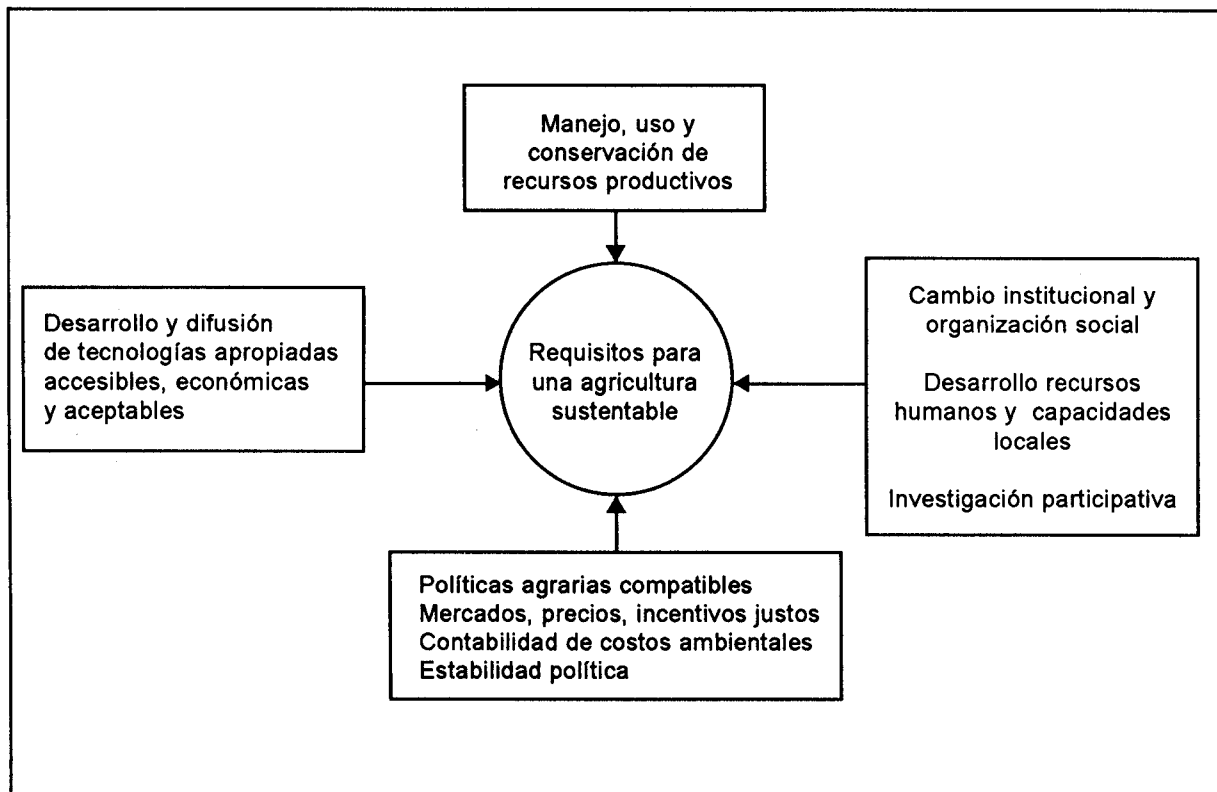 Manejo, uso y
conservación de
recursos productivos
Desarrollo y difusión
de tecnologías apropiadas
accesibles, económicas
y aceptables
Requisitos para
una agricultura
sustentable
Cambio institucional y
organización social
Desarrollo recursos
humanos y capacidades
locales
Investigación participativa
Políticas agrarias compatibles
Mercados, precios, incentivos justos
Contabilidad de costos ambientales
Estabilidad política